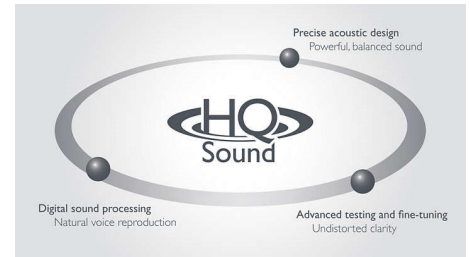 Precise acoustic design
Powerful, balanced sound
HQ
Sound
Digital sound processing
Natural voice reproduction
Advanced testing and fine-tuning
Undistorted clarity